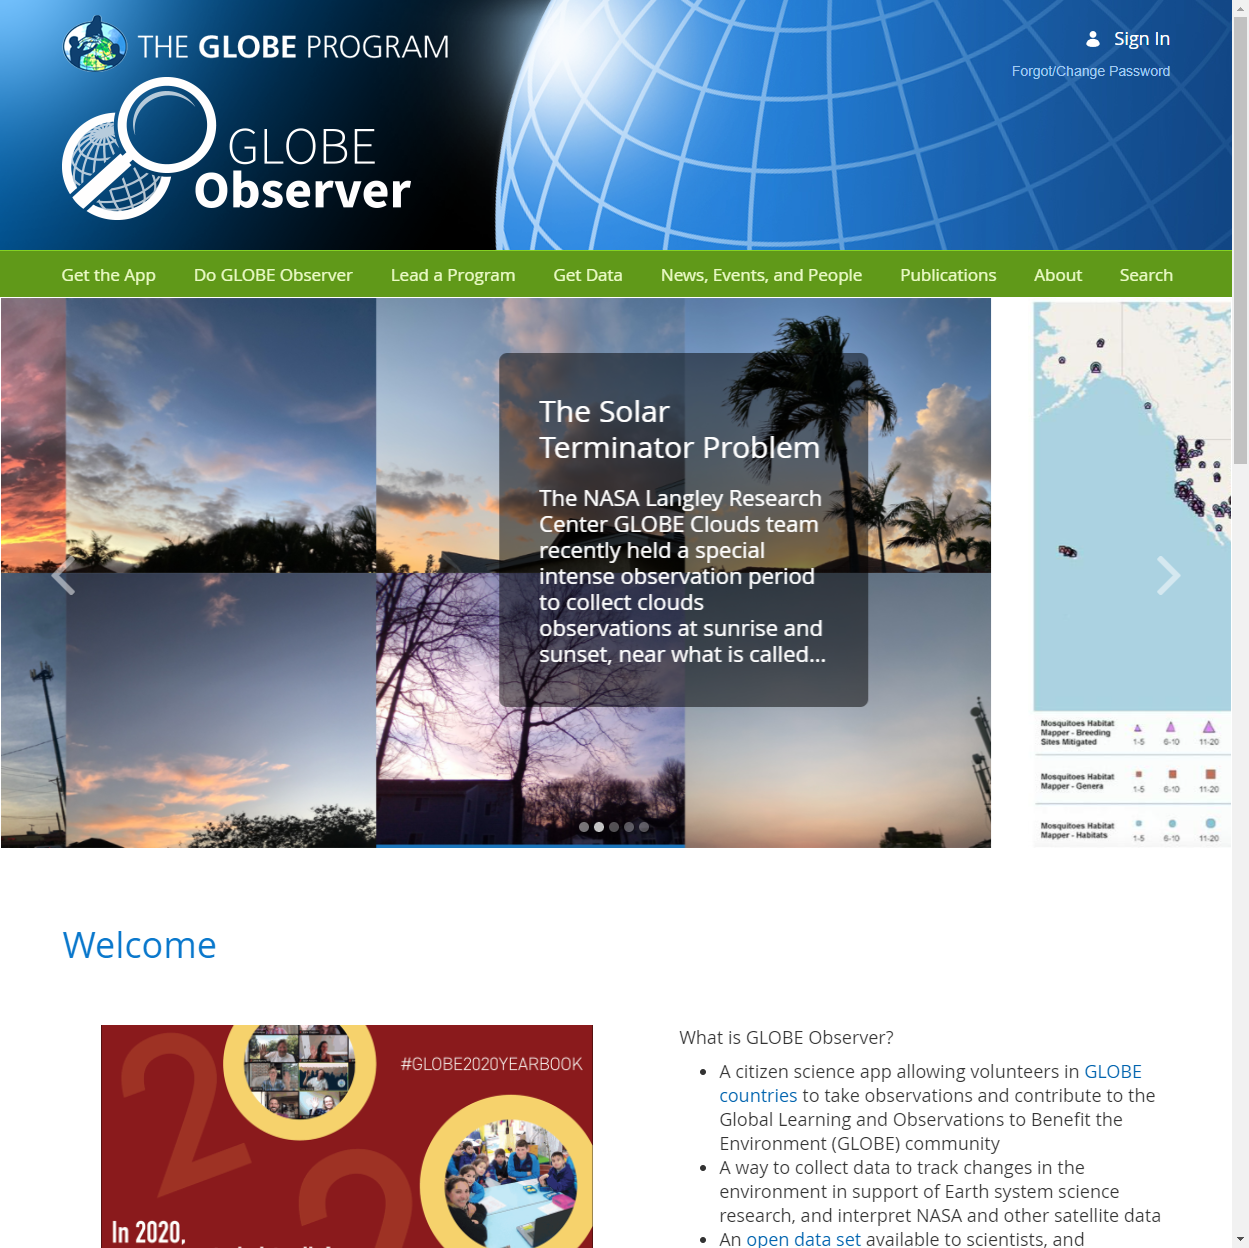 THE GLOBE PROGRAM
Sign In
Forgot/Change Password
GLOBE
Observer
Get the App
Do GLOBE Observer
Lead a Program
Get Data
News, Events, and People
Publications
About
Search
The Solar
Terminator Problem
The NASA Langley Research
Center GLOBE Clouds team
recently held a special
intense observation period
to collect clouds
observations at sunrise and
sunset, near what is called...
Mosquitoes Habitat
Mapper - Breeding
Sites Mitigated
1-5 6-10 11-20
Mosquitoes Habitat
Mapper - Genera
1-5 6-10 11-20
Mosquitoes Habitat
Mapper - Habitats
1-5 6-10 11-20
Welcome
#GLOBE2020YEARBOOK
2
2
In 2020,
What is GLOBE Observer?
• A citizen science app allowing volunteers in GLOBE
countries to take observations and contribute to the
Global Learning and Observations to Benefit the
Environment (GLOBE) community
• A way to collect data to track changes in the
environment in support of Earth system science
research, and interpret NASA and other satellite data
• An open data set available to scientists, and